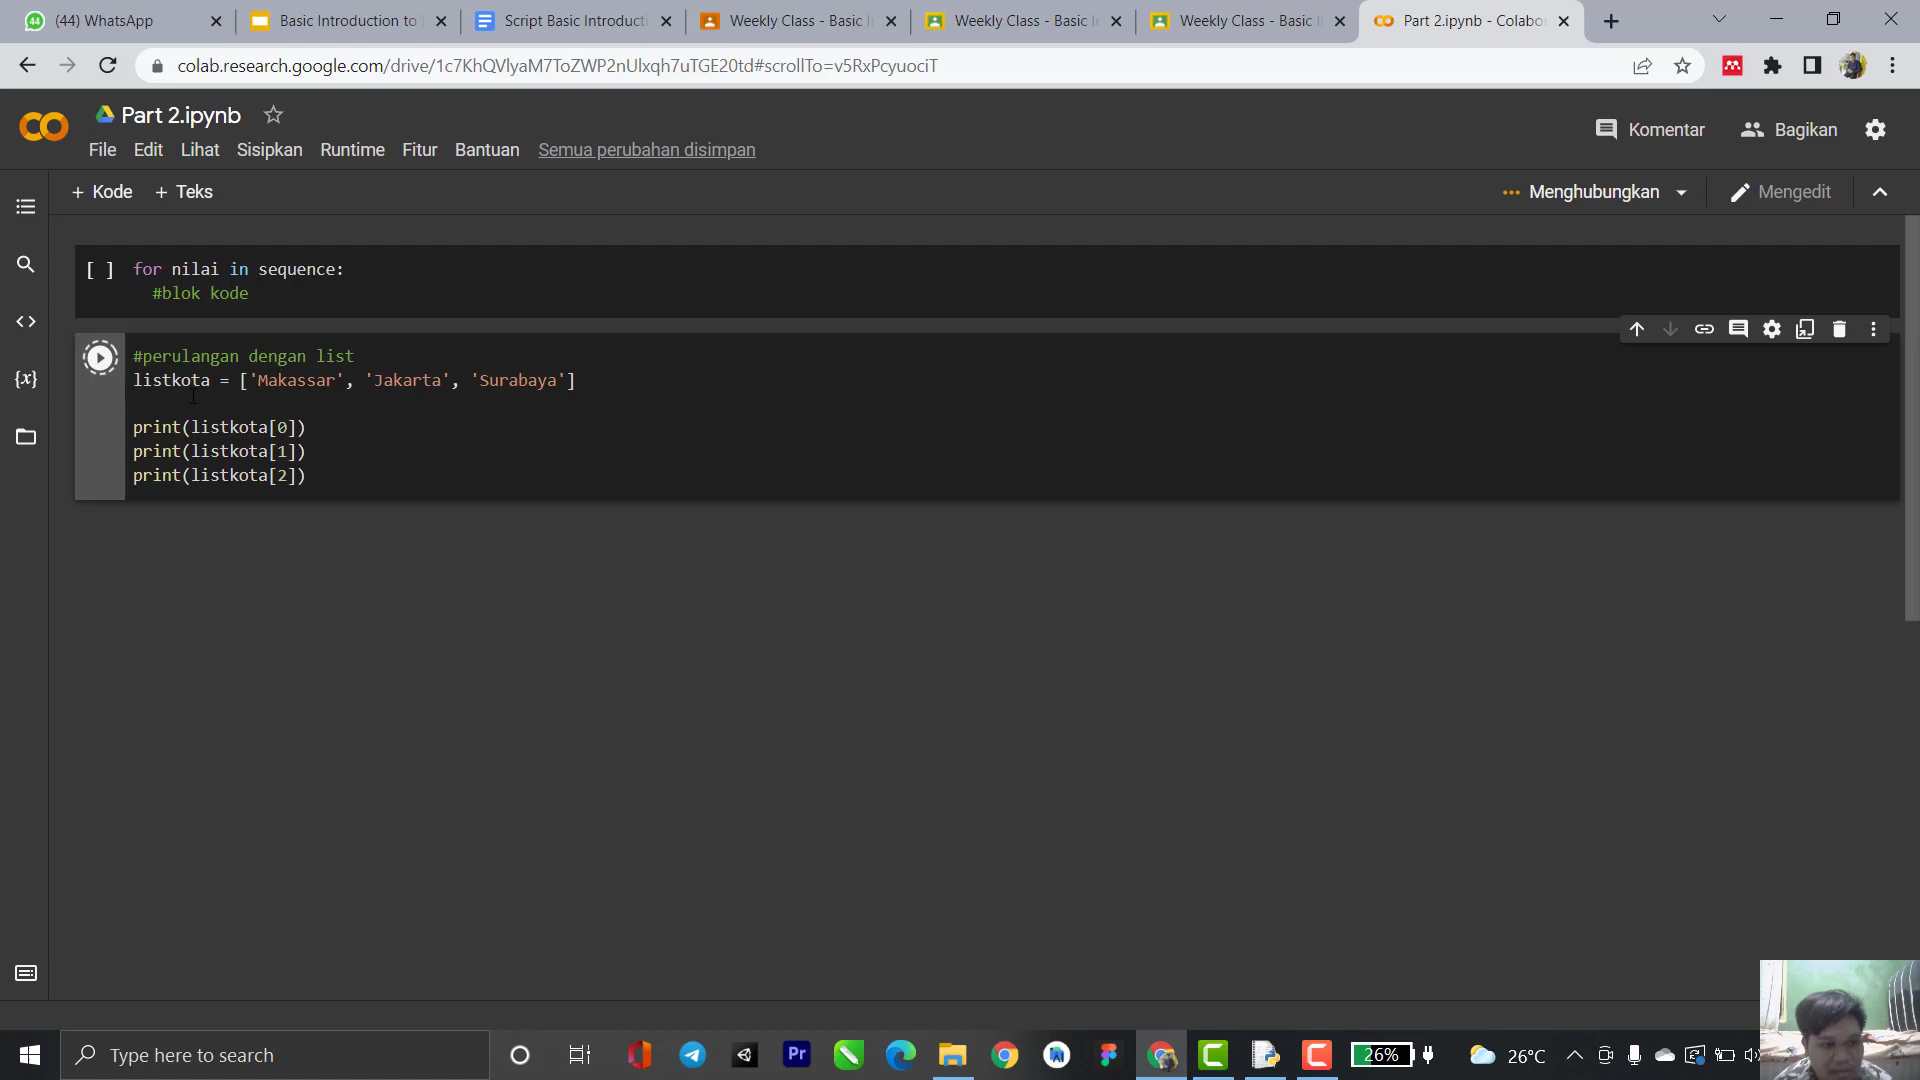 (44) WhatsApp
Basic Introduction to
Script Basic Introducti
Weekly Class - Basic I
Weekly Class - Basic I
Weekly Class - Basic I
Part 2.ipynb - Colabo
colab.research.google.com/drive/1c7KhQVlyaM7ToZWP2nUlxqh7uTGE20td#scrollTo=v5RxPcyuociT
Part 2.ipynb
Komentar
Bagikan
File Edit Lihat Sisipkan Runtime Fitur Bantuan Semua perubahan disimpan
+ Kode + Teks
Menghubungkan
Mengedit
[ ] for nilai in sequence:
#blok kode
#perulangan dengan list
listkota = ['Makassar', 'Jakarta', 'Surabaya']
print(listkota[0])
print(listkota[1])
print(listkota[2])
Type here to search
26%
26°C